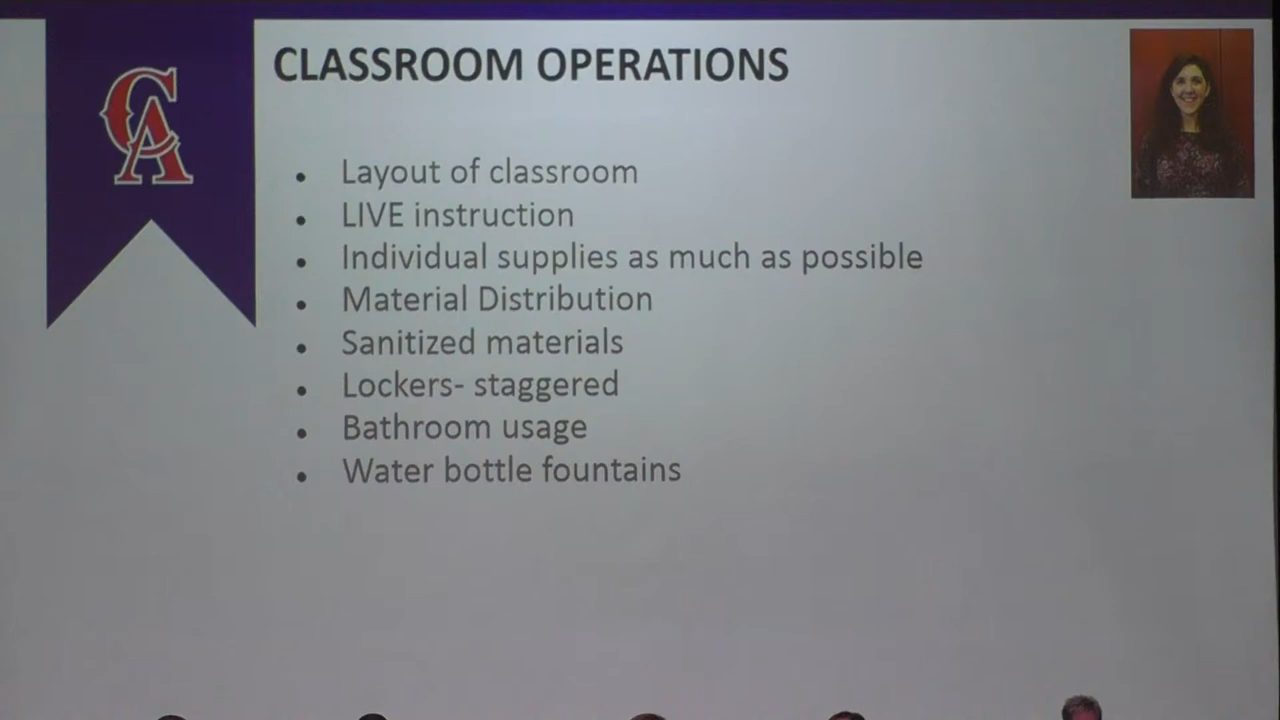 CA
CLASSROOM OPERATIONS
• Layout of classroom
• LIVE instruction
• Individual supplies as much as possible
• Material Distribution
• Sanitized materials
• Lockers- staggered
• Bathroom usage
• Water bottle fountains